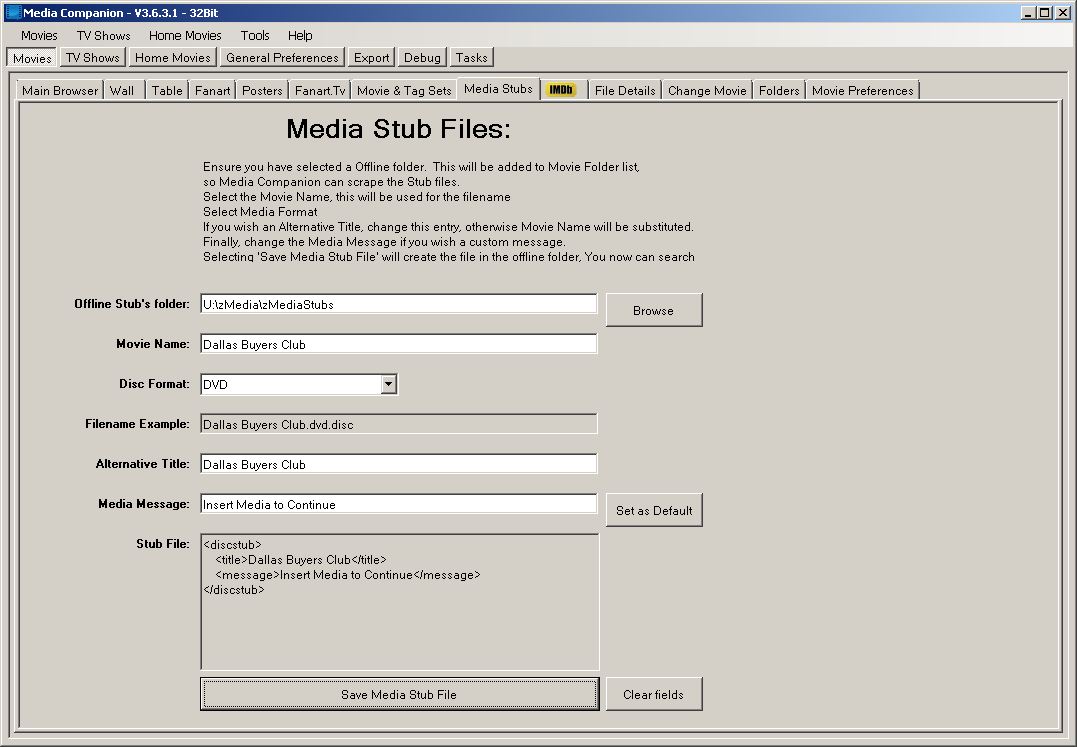 Media Companion - V3.6.3.1 - 32Bit
Movies TV Shows Home Movies Tools Help
Movies TV Shows Home Movies General Preferences Export Debug Tasks
Main Browser Wall Table Fanart Posters Fanart.Tv Movie & Tag Sets Media Stubs IMDb File Details Change Movie Folders Movie Preferences
Media Stub Files:
Ensure you have selected a Offline folder. This will be added to Movie Folder list,
so Media Companion can scrape the Stub files.
Select the Movie Name, this will be used for the filename
Select Media Format
If you wish an Alternative Title, change this entry, otherwise Movie Name will be substituted.
Finally, change the Media Message if you wish a custom message.
Selecting 'Save Media Stub File' will create the file in the offline folder, You now can search
Offline Stub's folder: U:\zMedia\zMediaStubs Browse
Movie Name: Dallas Buyers Club
Disc Format: DVD
Filename Example: Dallas Buyers Club.dvd.disc
Alternative Title: Dallas Buyers Club
Media Message: Insert Media to Continue Set as Default
Stub File: <discstub>
<title>Dallas Buyers Club</title>
<message>Insert Media to Continue</message>
</discstub>
Save Media Stub File Clear fields